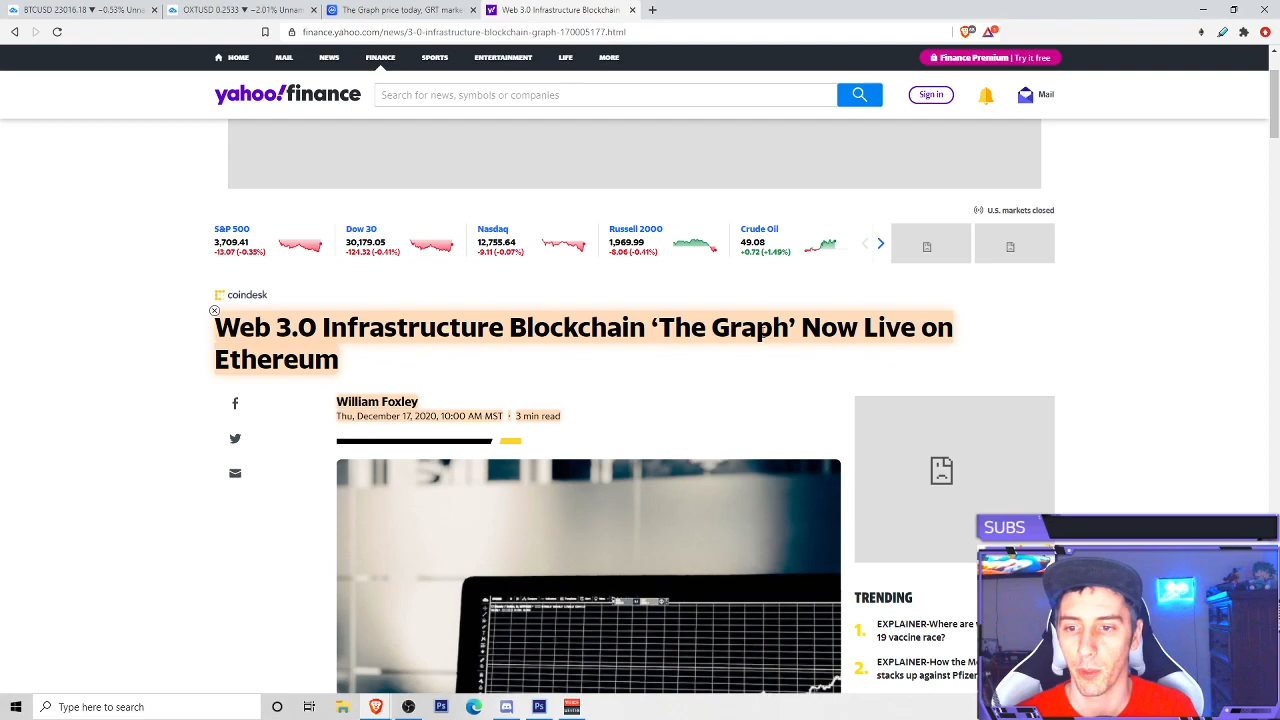 BTCUSD 23016.18 ▼ −0.53% Unna
OXTUSD 0.2533 ▼ −2.01% Unnamed
The Graph price today, GRT marke
Web 3.0 Infrastructure Blockchain
finance.yahoo.com/news/3-0-infrastructure-blockchain-graph-170005177.html
HOME MAIL NEWS FINANCE SPORTS ENTERTAINMENT LIFE MORE
Finance Premium | Try it free
yahoo!finance
Search for news, symbols or companies
Sign in
Mail
U.S. markets closed
S&P 500
3,709.41
-13.07 (-0.35%)
Dow 30
30,179.05
-124.32 (-0.41%)
Nasdaq
12,755.64
-9.11 (-0.07%)
Russell 2000
1,969.99
-8.06 (-0.41%)
Crude Oil
49.08
+0.72 (+1.49%)
coindesk
Web 3.0 Infrastructure Blockchain ‘The Graph’ Now Live on
Ethereum
William Foxley
Thu, December 17, 2020, 10:00 AM MST · 3 min read
SUBS
TRENDING
1. EXPLAINER-Where are
19 vaccine race?
2. EXPLAINER-How the M
stacks up against Pfizer
Type here to search